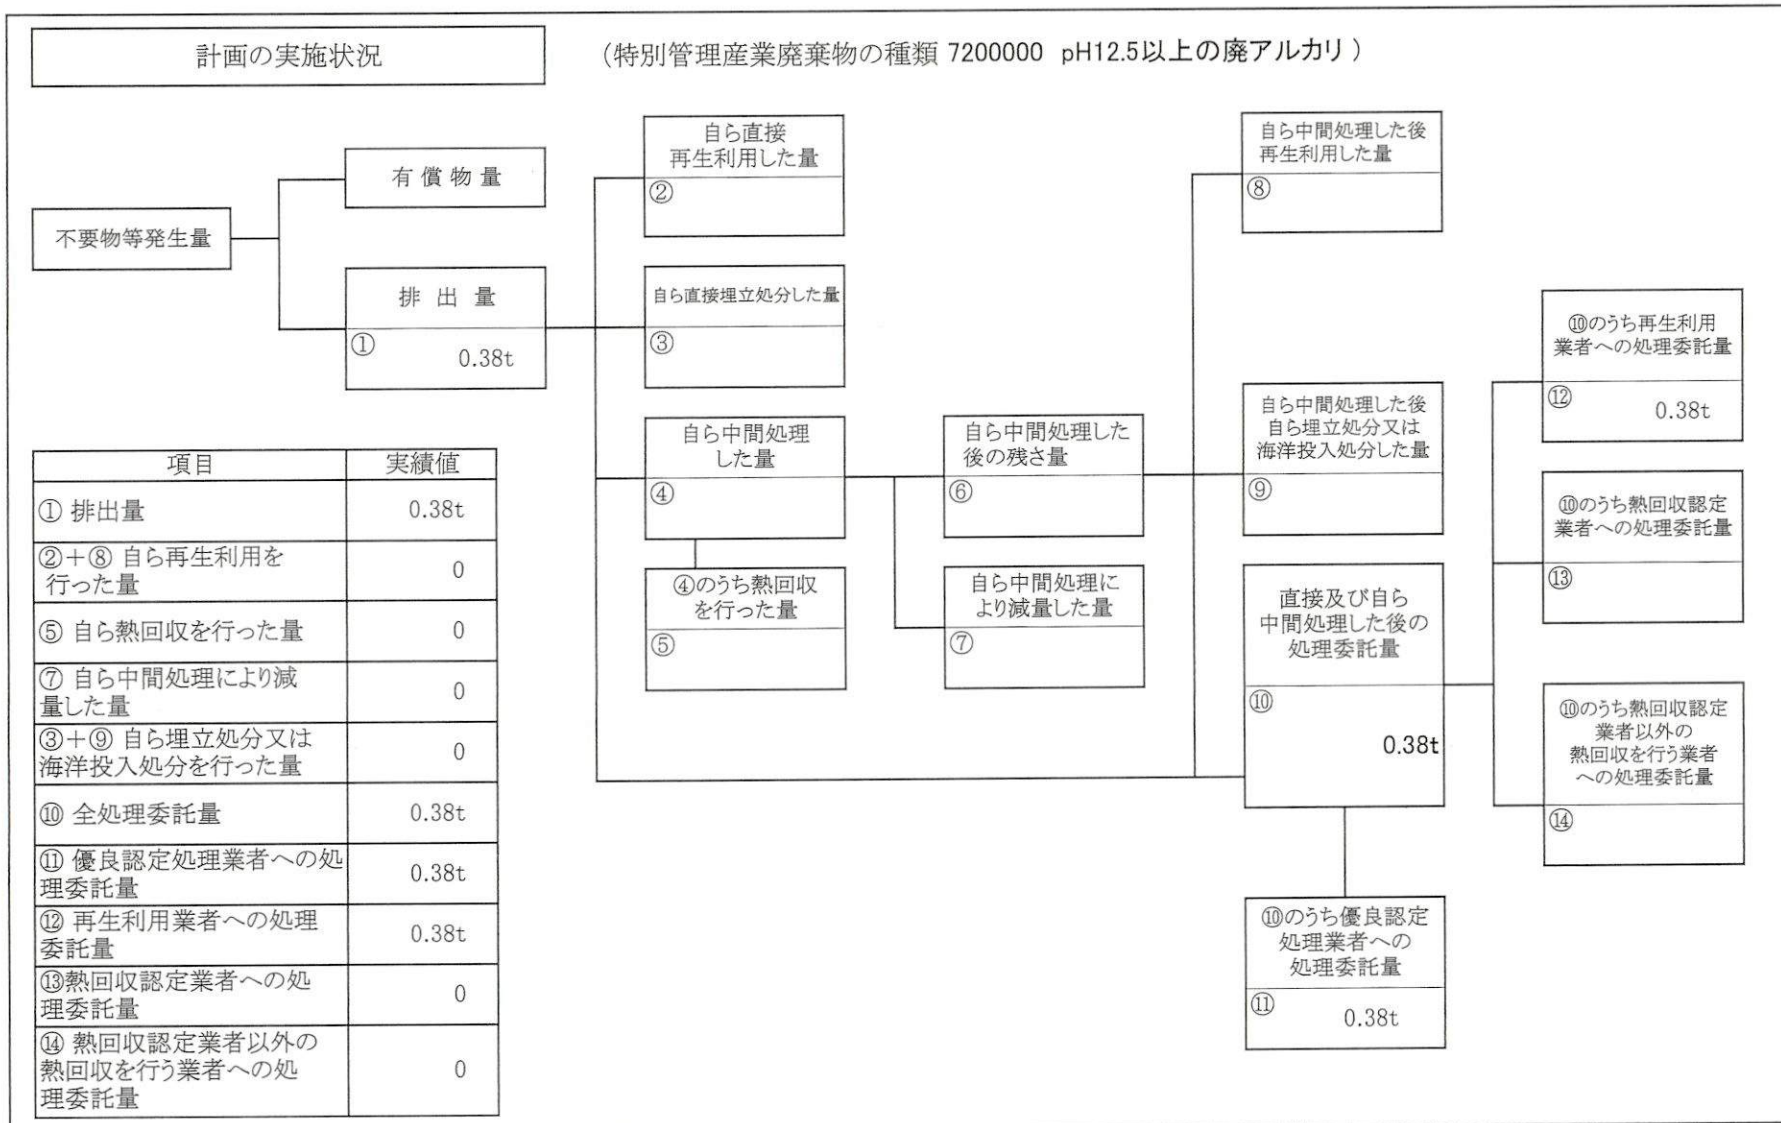 計画の実施状況
（特別管理産業廃棄物の種類 7200000 pH12.5以上の廃アルカリ）
不要物等発生量
有償物量
排出量
①
0.38t
自ら直接
再生利用した量
②
自ら直接埋立処分した量
③
自ら中間処理
した量
④
④のうち熱回収
を行った量
⑤
自ら中間処理した
後の残さ量
⑥
自ら中間処理に
より減量した量
⑦
自ら中間処理した後
再生利用した量
⑧
自ら中間処理した後
自ら埋立処分又は
海洋投入処分した量
⑨
直接及び自ら
中間処理した後の
処理委託量
⑩
0.38t
⑩のうち優良認定
処理業者への
処理委託量
⑪
0.38t
⑩のうち再生利用
業者への処理委託量
⑫
0.38t
⑩のうち熱回収認定
業者への処理委託量
⑬
⑩のうち熱回収認定
業者以外の
熱回収を行う業者
への処理委託量
⑭
項目 実績値
① 排出量 0.38t
②＋⑧ 自ら再生利用を
行った量 0
⑤ 自ら熱回収を行った量 0
⑦ 自ら中間処理により減
量した量 0
③＋⑨ 自ら埋立処分又は
海洋投入処分を行った量 0
⑩ 全処理委託量 0.38t
⑪ 優良認定処理業者への処
理委託量 0.38t
⑫ 再生利用業者への処理
委託量 0.38t
⑬熱回収認定業者への処
理委託量 0
⑭ 熱回収認定業者以外の
熱回収を行う業者への処
理委託量 0